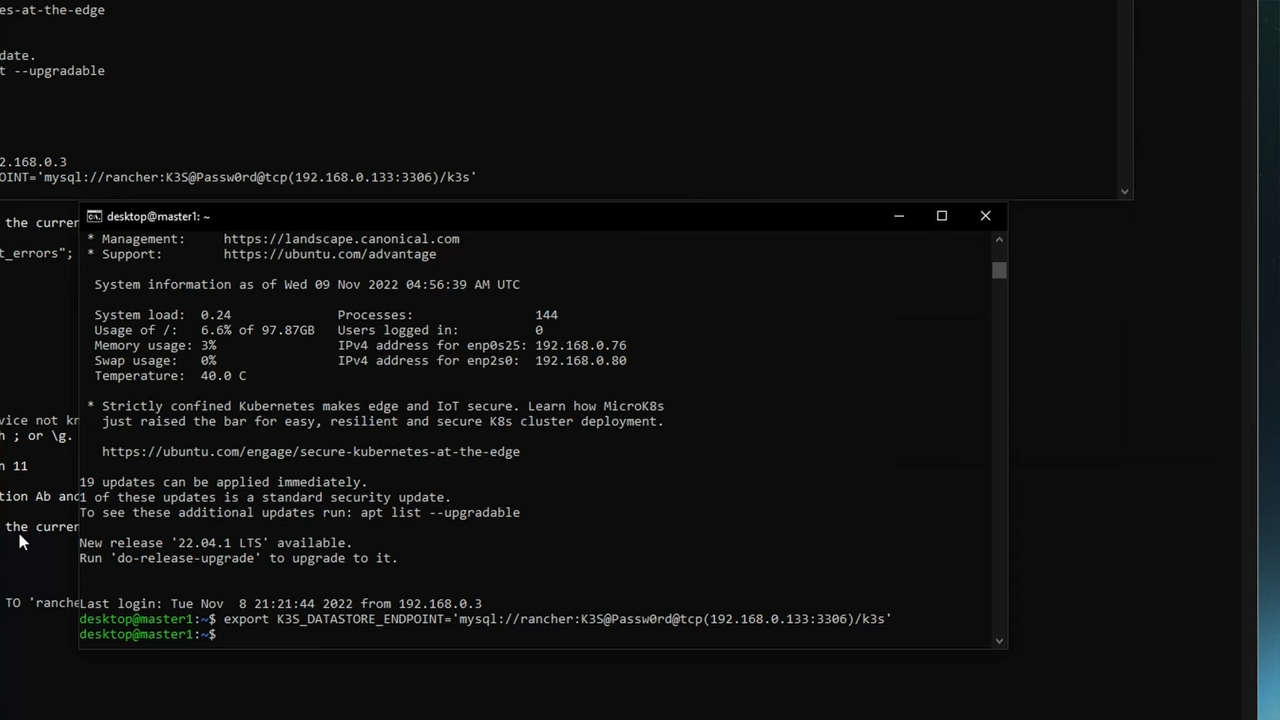 es-at-the-edge
date.
t --upgradable
2.168.0.3
OINT='mysql://rancher:K3S@Passw0rd@tcp(192.168.0.133:3306)/k3s'
the curren
t_errors";
vice not kn
h ; or \g.
n 11
tion Ab and
the curren
TO 'ranche
desktop@master1: ~
* Management: https://landscape.canonical.com
* Support: https://ubuntu.com/advantage
System information as of Wed 09 Nov 2022 04:56:39 AM UTC
System load: 0.24 Processes: 144
Usage of /: 6.6% of 97.87GB Users logged in: 0
Memory usage: 3% IPv4 address for enp0s25: 192.168.0.76
Swap usage: 0% IPv4 address for enp2s0: 192.168.0.80
Temperature: 40.0 C
* Strictly confined Kubernetes makes edge and IoT secure. Learn how MicroK8s
just raised the bar for easy, resilient and secure K8s cluster deployment.
https://ubuntu.com/engage/secure-kubernetes-at-the-edge
19 updates can be applied immediately.
1 of these updates is a standard security update.
To see these additional updates run: apt list --upgradable
New release '22.04.1 LTS' available.
Run 'do-release-upgrade' to upgrade to it.
Last login: Tue Nov 8 21:21:44 2022 from 192.168.0.3
desktop@master1:~$ export K3S_DATASTORE_ENDPOINT='mysql://rancher:K3S@Passw0rd@tcp(192.168.0.133:3306)/k3s'
desktop@master1:~$